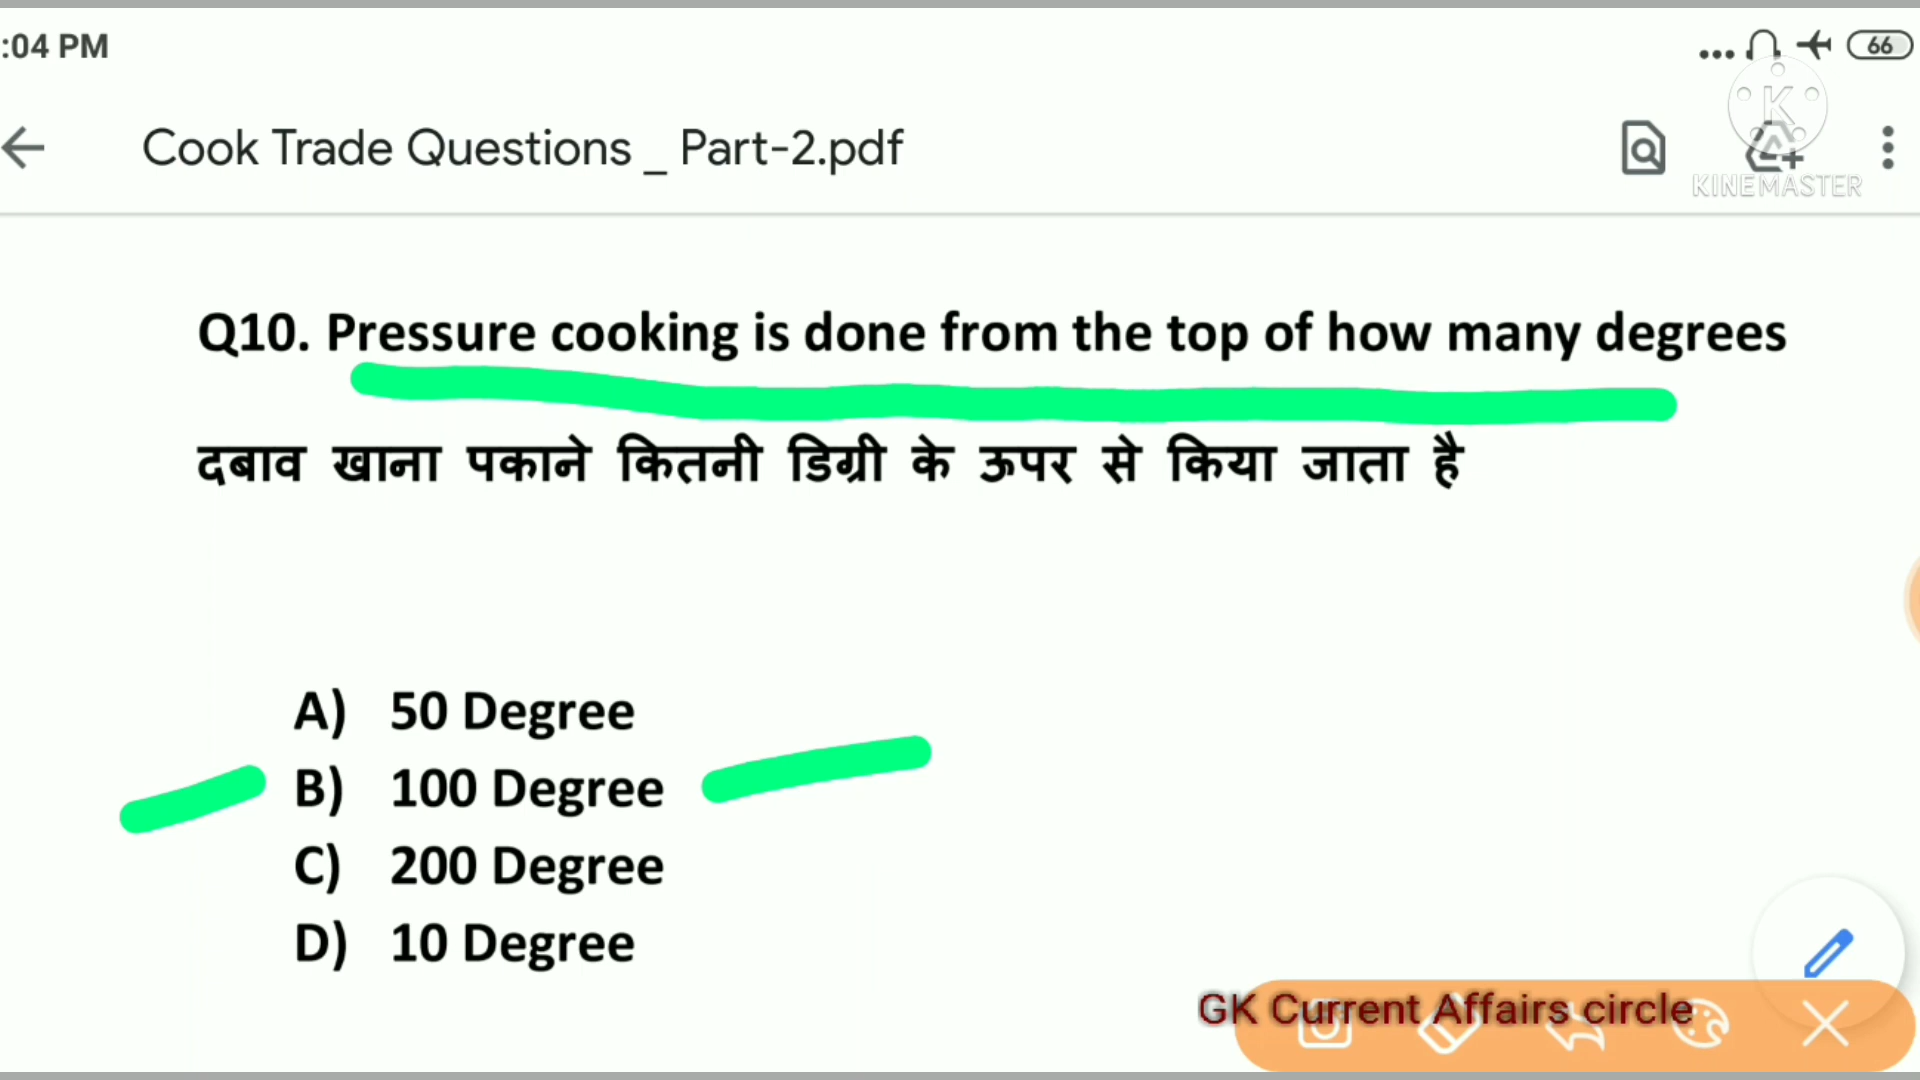 :04 PM
66
Cook Trade Questions _ Part-2.pdf
K
KINEMASTER
Q10. Pressure cooking is done from the top of how many degrees
दबाव खाना पकाने कितनी डिग्री के ऊपर से किया जाता है
A) 50 Degree
B) 100 Degree
C) 200 Degree
D) 10 Degree
GK Current Affairs circle